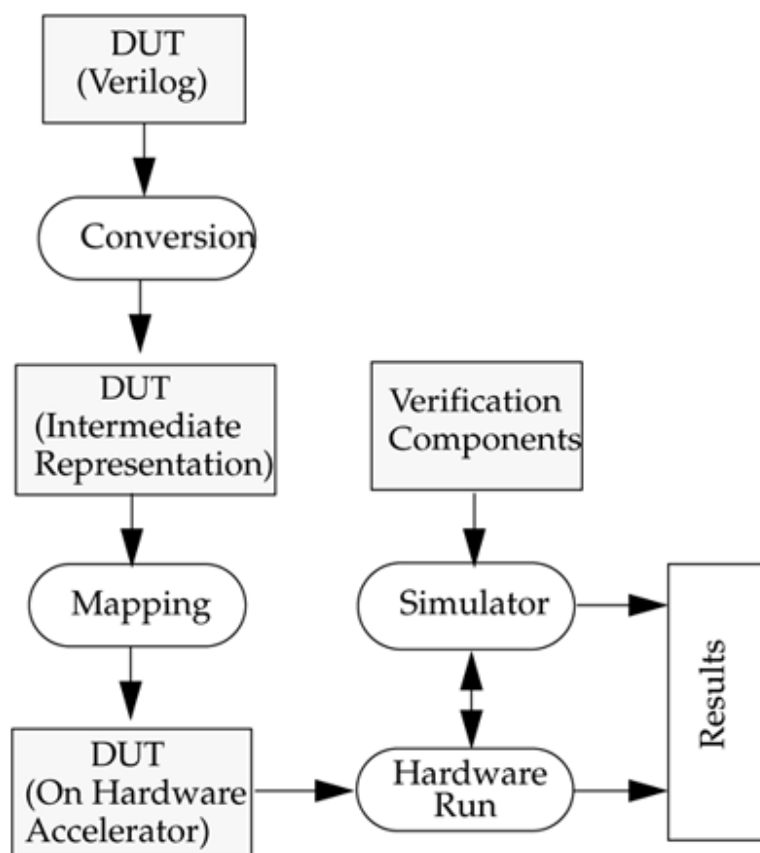 DUT
(Verilog)
Conversion
DUT
(Intermediate
Representation)
Verification
Components
Mapping
Simulator
Results
DUT
(On Hardware
Accelerator)
Hardware
Run